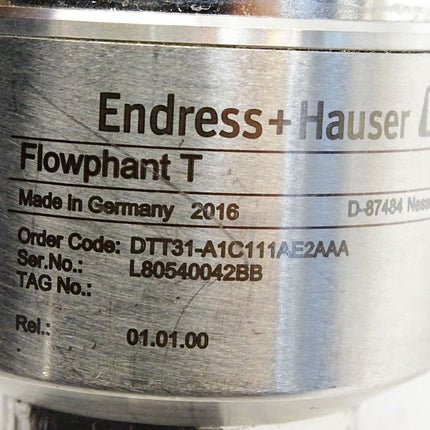 Endress+Hauser
Flowphant T
Made in Germany 2016 D-87484
Order Code: DTT31-A1C111AE2AAA
Ser.No.: L80540042BB
TAG No.:
Rel.: 01.01.00